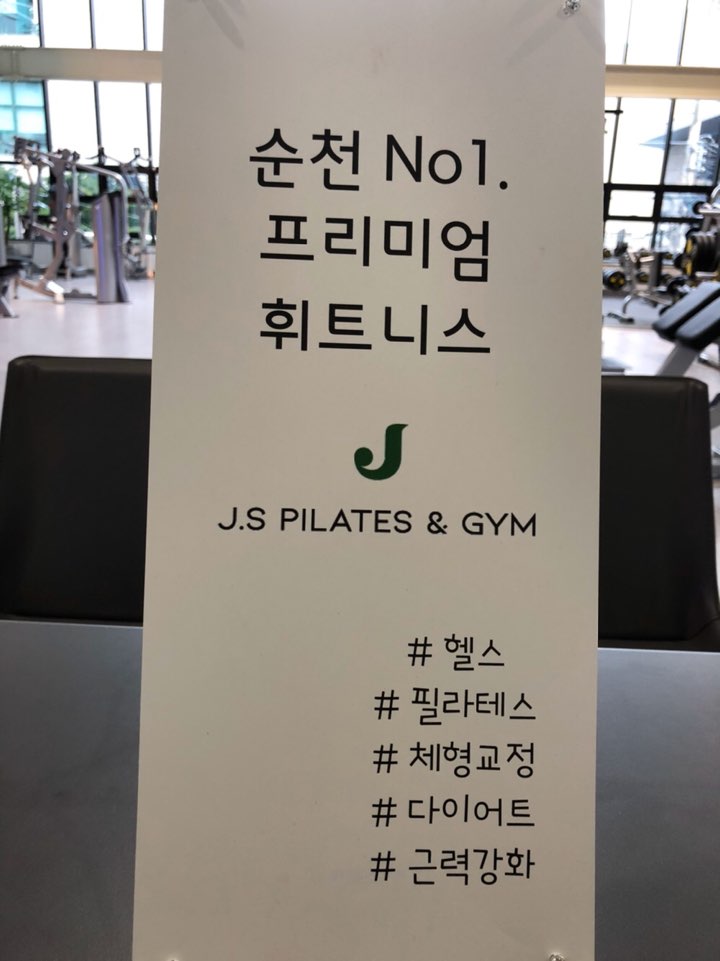 순천 No1.
프리미엄
휘트니스
J
J.S PILATES & GYM
# 헬스
# 필라테스
# 체형교정
# 다이어트
# 근력강화